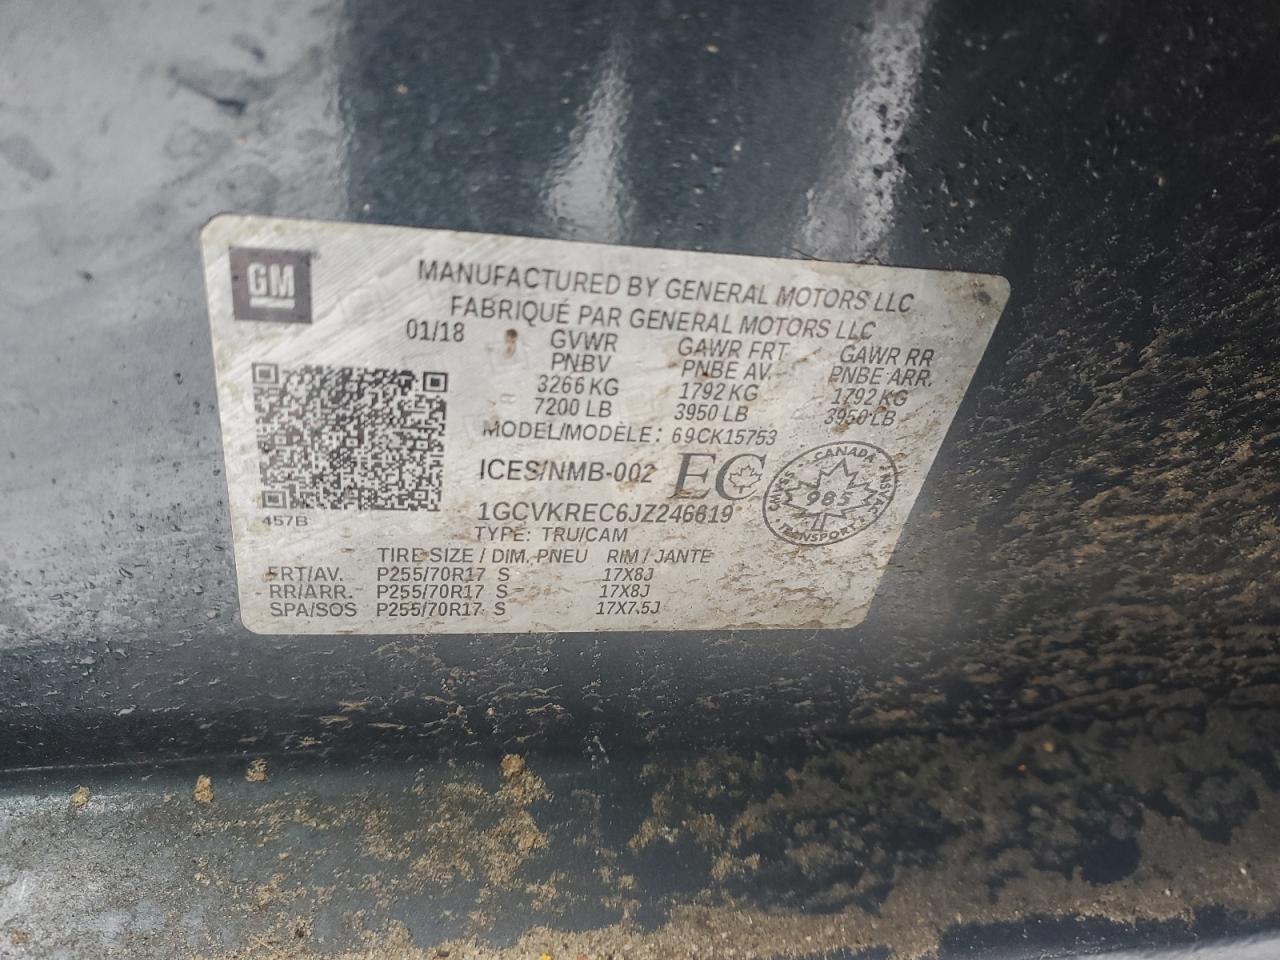 GM
MANUFACTURED BY GENERAL MOTORS LLC
FABRIQUÉ PAR GENERAL MOTORS LLC
01/18 GVWR GAWR FRT GAWR RR
PNBV PNBE AV. PNBE ARR.
3266 KG 1792 KG 1792 KG
7200 LB 3950 LB 3950 LB
MODEL/MODÈLE: 69CK15753
ICES/NMB-002 EC
CANADA
CMVSS NSVAC
985
TRANSPORT
1GCVKREC6JZ246619
457B
TYPE: TRU/CAM
TIRE SIZE / DIM. PNEU RIM / JANTE
FRT/AV. P255/70R17 S 17X8J
RR/ARR. P255/70R17 S 17X8J
SPA/SOS P255/70R17 S 17X7.5J